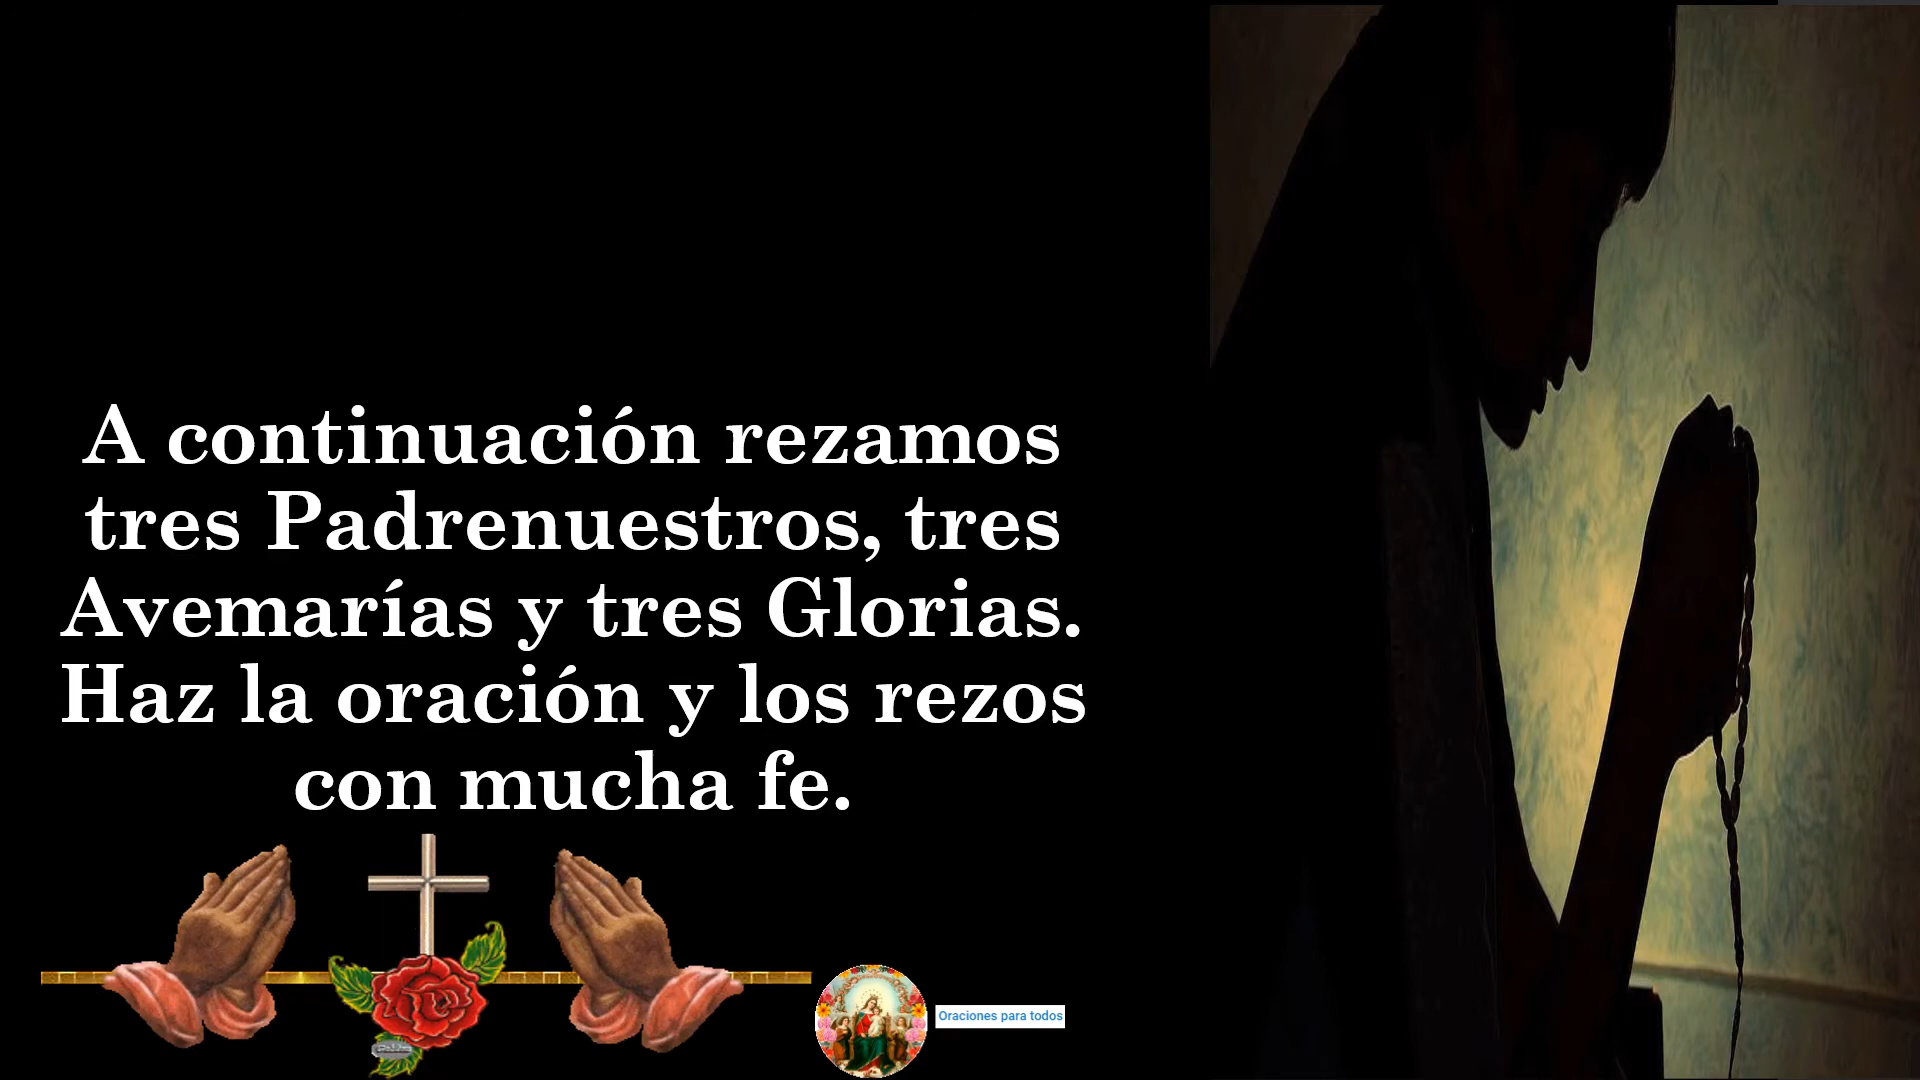 A continuación rezamos
tres Padrenuestros, tres
Avemarías y tres Glorias.
Haz la oración y los rezos
con mucha fe.
Oraciones para todos